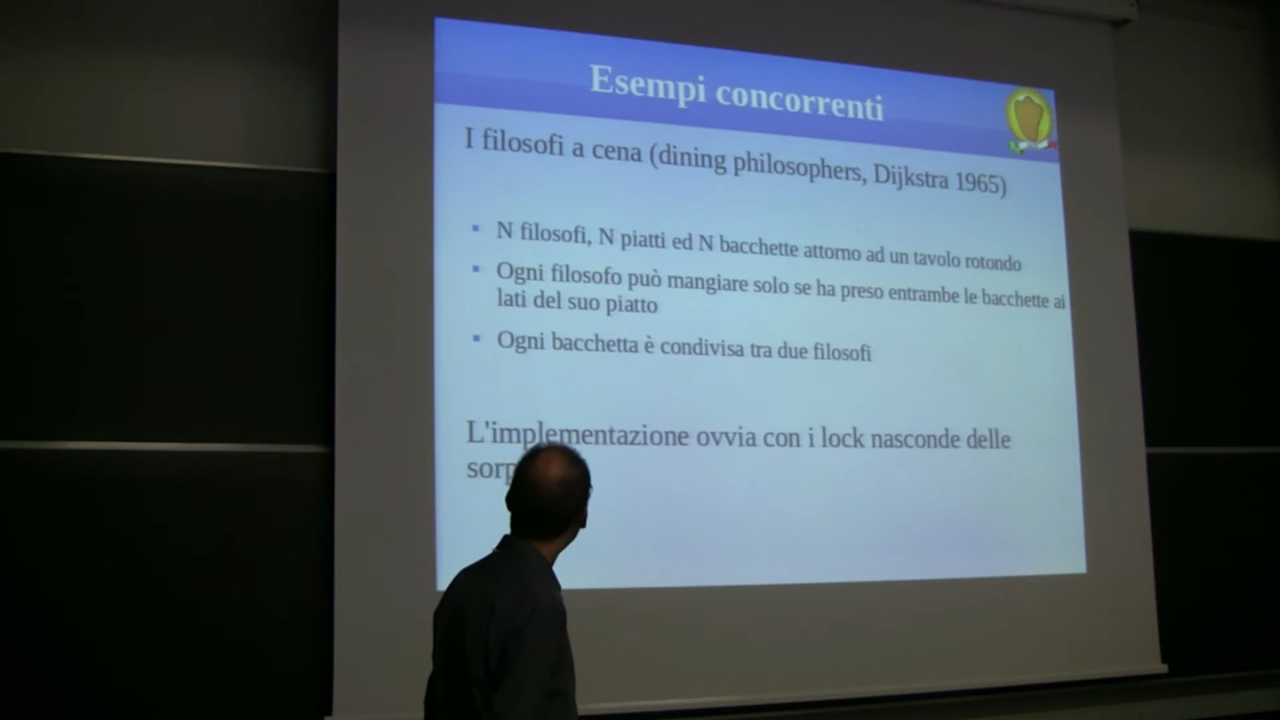 Esempi concorrenti
I filosofi a cena (dining philosophers, Dijkstra 1965)
N filosofi, N piatti ed N bacchette attorno ad un tavolo rotondo
Ogni filosofo può mangiare solo se ha preso entrambe le bacchette ai
lati del suo piatto
Ogni bacchetta è condivisa tra due filosofi
L'implementazione ovvia con i lock nasconde delle